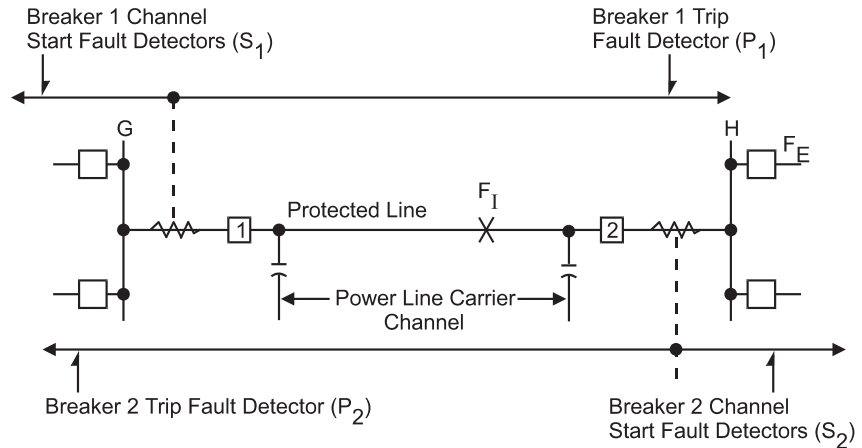 Breaker 1 Channel
Start Fault Detectors (S1)
Breaker 1 Trip
Fault Detector (P1)
G
H
FE
FI
1
Protected Line
2
Power Line Carrier
Channel
Breaker 2 Trip Fault Detector (P2)
Breaker 2 Channel
Start Fault Detectors (S2)